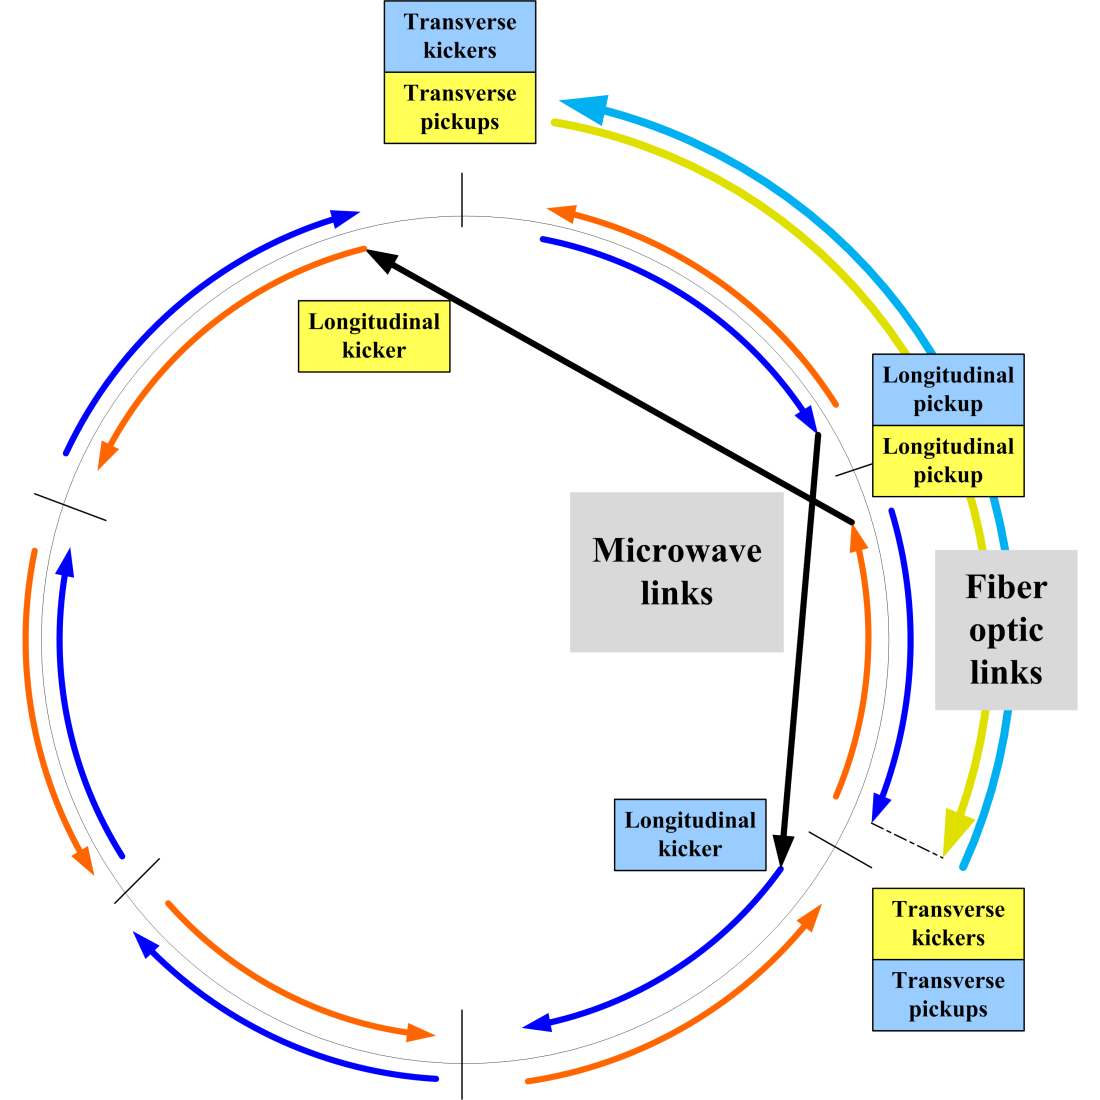 Transverse
kickers
Transverse
pickups
Longitudinal
kicker
Longitudinal
pickup
Longitudinal
pickup
Microwave
links
Fiber
optic
links
Longitudinal
kicker
Transverse
kickers
Transverse
pickups